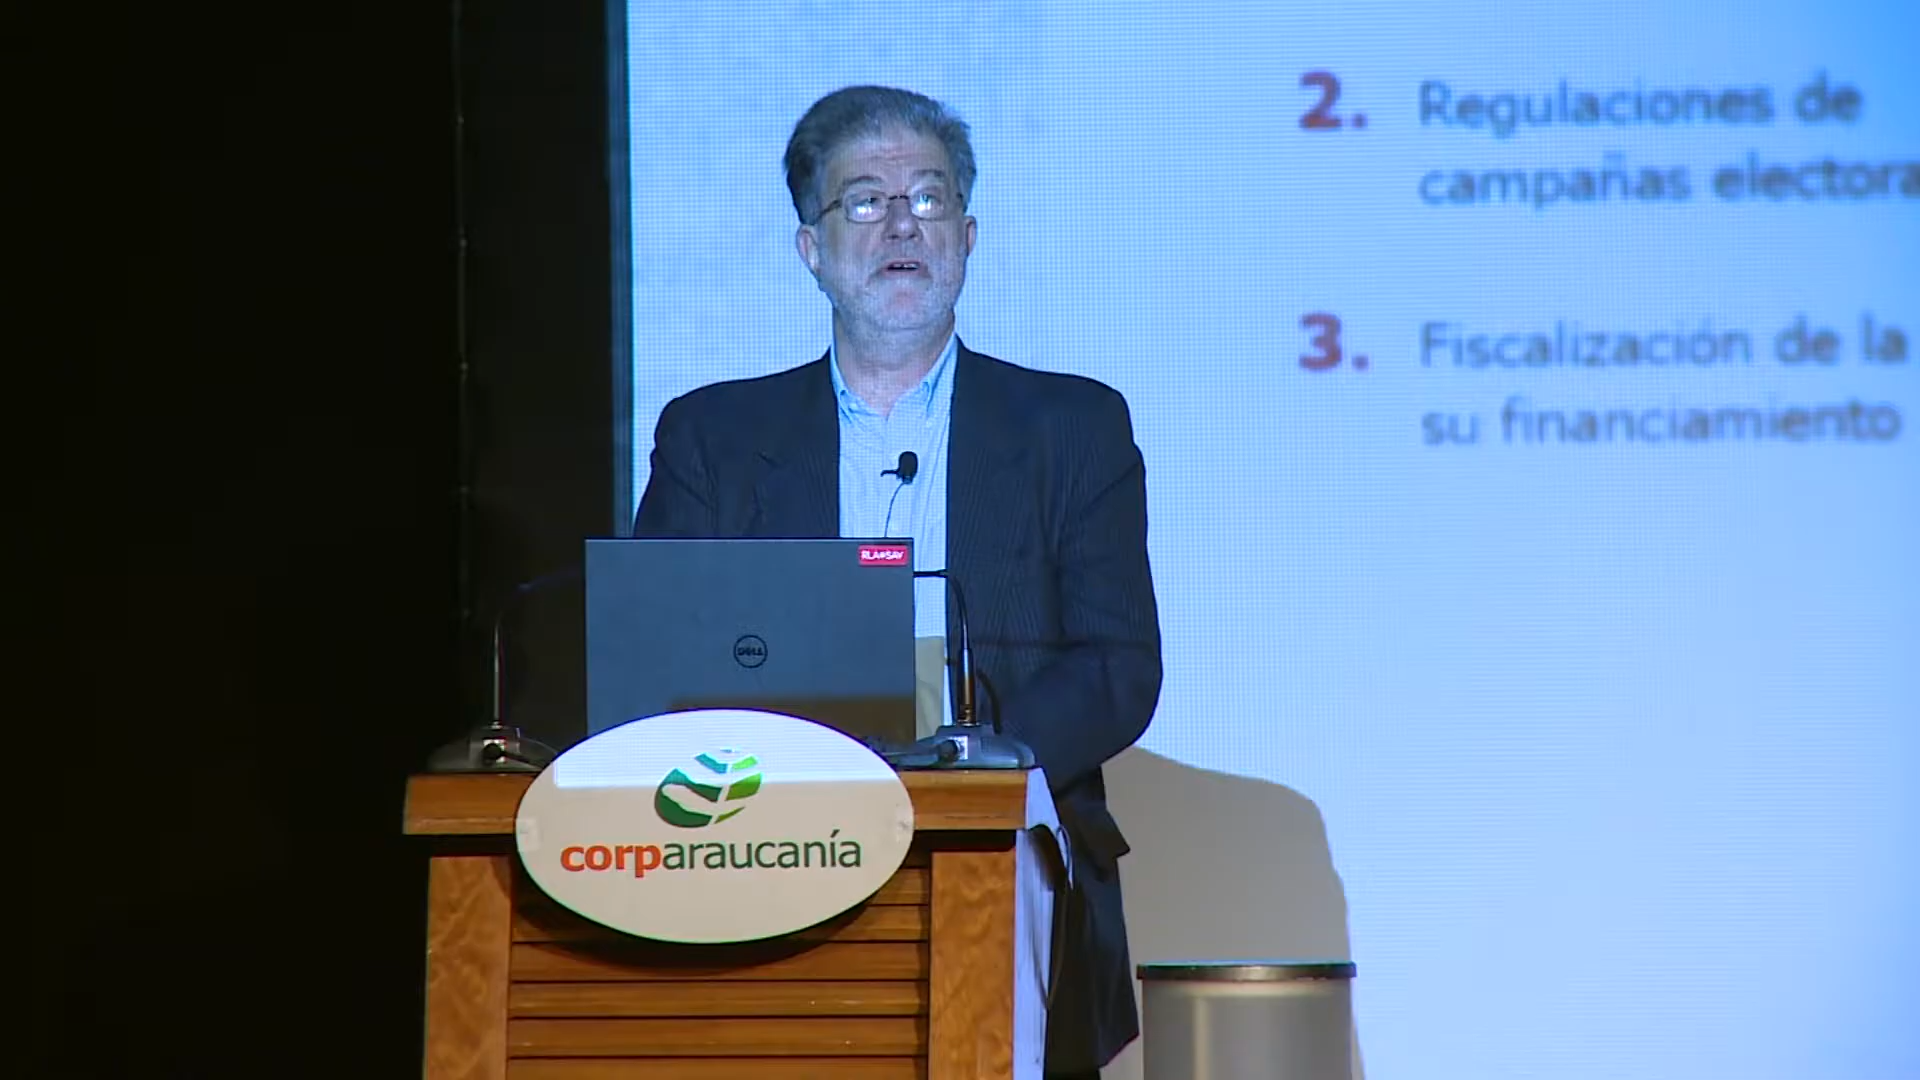 2. Regulaciones de
campañas electora
3. Fiscalización de la
su financiamiento
DELL
corparaucanía